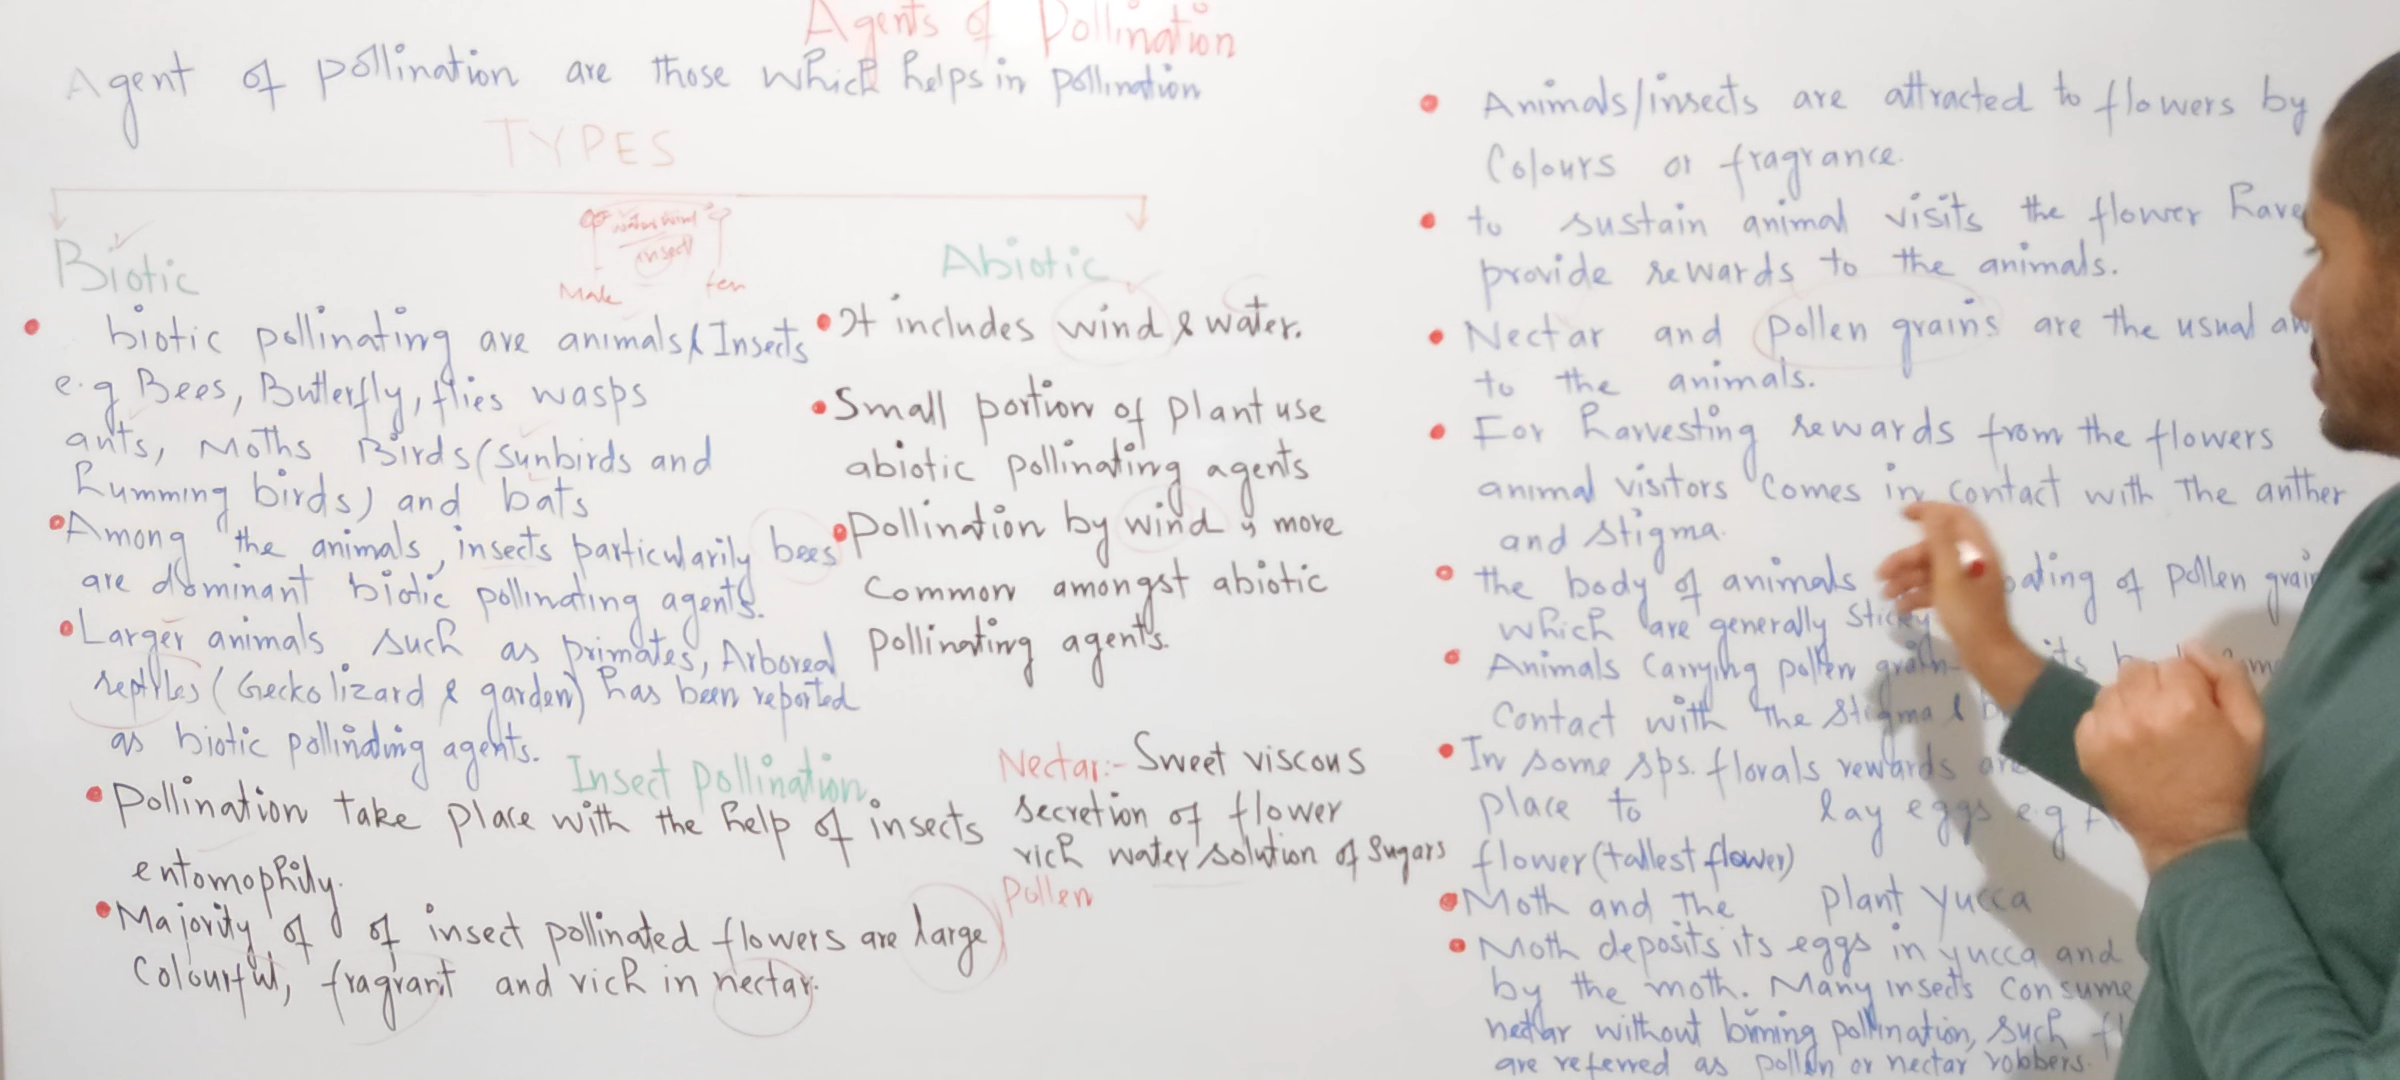 Agents of Pollination
Agent of pollination are those which helps in pollination
TYPES
Biotic
biotic pollinating are animals & Insects
e.g Bees, Butterfly, flies wasps
ants, Moths Birds (Sunbirds and
humming birds) and bats
Among the animals, insects particularily bees
are dominant biotic pollinating agents.
Larger animals such as primates, Arboreal
reptiles (Gecko lizard & garden) has been reported
as biotic pollinating agents.
water wind
insect
Male
fem
Abiotic
It includes wind & water.
Small portion of plant use
abiotic pollinating agents
Pollination by wind is more
Common amongst abiotic
pollinating agents.
Insect pollination
Pollination take place with the help of insects
entomophily.
Majority of of insect pollinated flowers are large
Colourful, fragrant and rich in nectar.
Nectar:- Sweet viscous
secretion of flower
rich water solution of Sugars
Pollen
Animals/insects are attracted to flowers by
Colours or fragrance.
to sustain animal visits the flower have
provide rewards to the animals.
Nectar and pollen grains are the usual
to the animals.
For harvesting rewards from the flowers
animal visitors comes in contact with the anther
and stigma.
the body of animals of pollen
which are generally sticky
Animals Carrying pollen grain its
Contact with the stigma &
In some sps. florals rewards
place to lay eggs e.g
flower (tallest flower)
Moth and the plant yucca
Moth deposits its eggs in yucca and
by the moth. Many insects consume
nectar without pollination, such
are referred as pollen or nectar robbers.